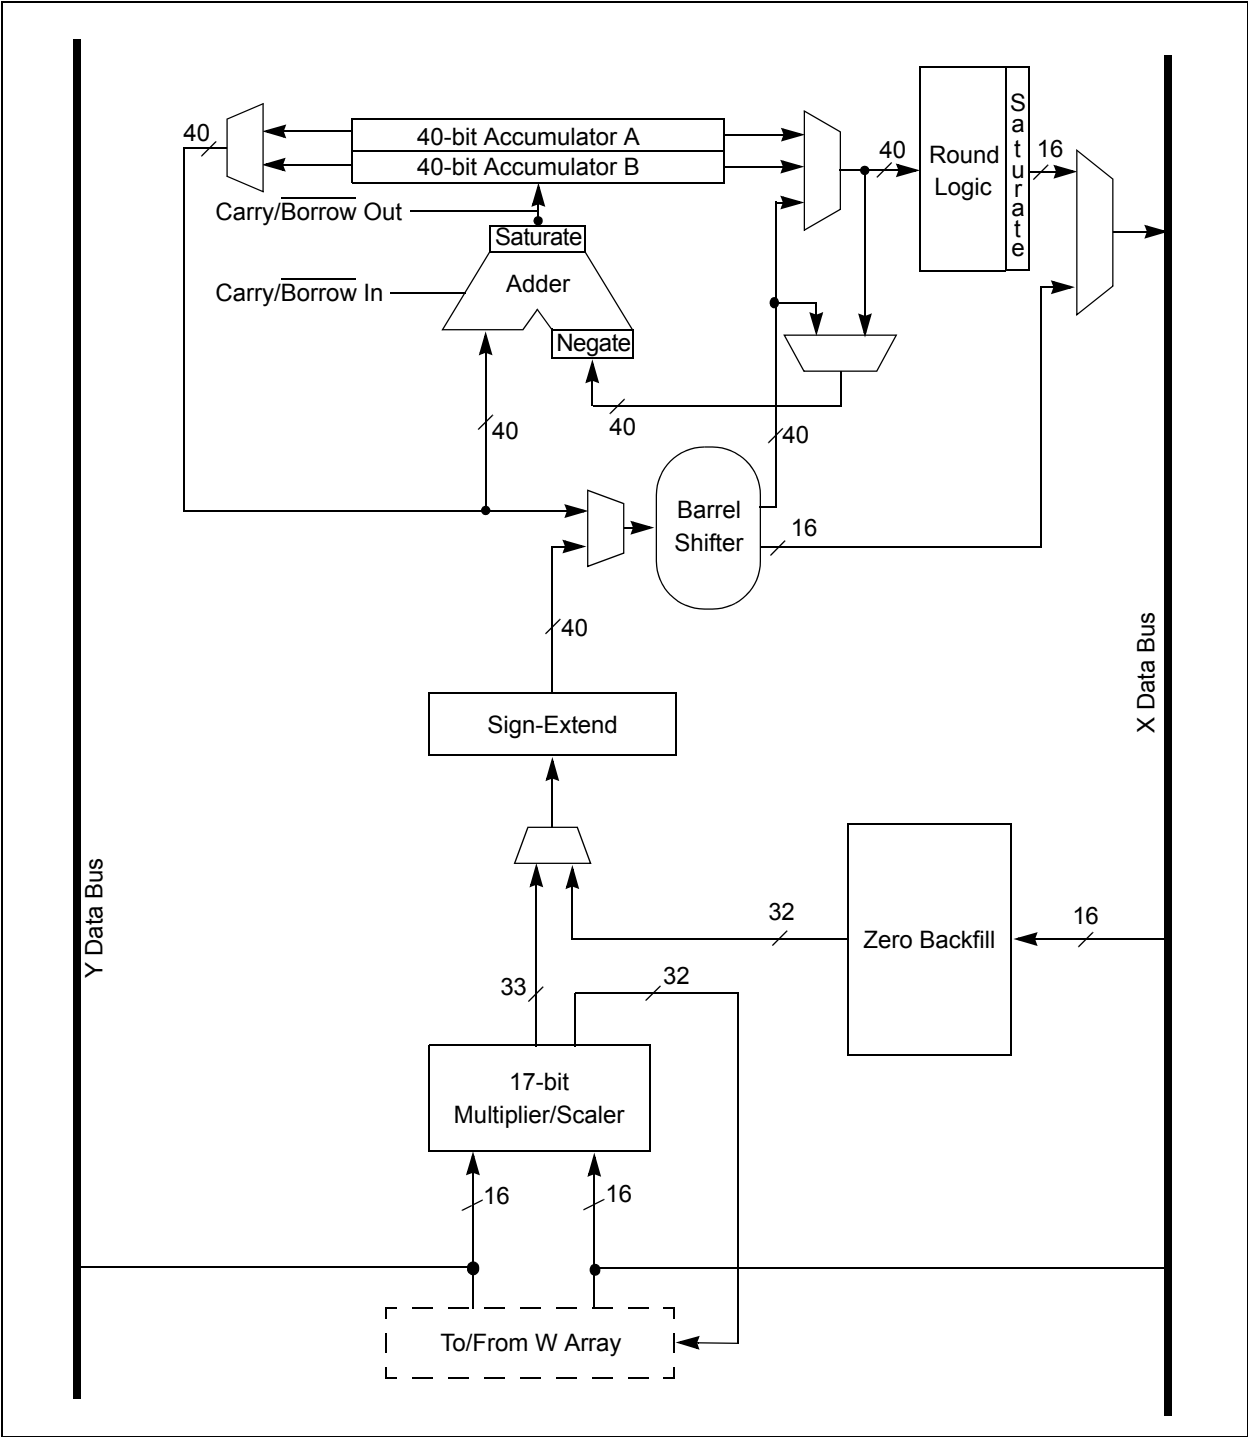 40
40-bit Accumulator A
40-bit Accumulator B
40
Round
Logic
Saturate
16
Carry/Borrow Out
Saturate
Carry/Borrow In
Adder
Negate
40
40
40
Barrel
Shifter
16
40
X Data Bus
Sign-Extend
Y Data Bus
32
Zero Backfill
16
33
32
17-bit
Multiplier/Scaler
16
16
To/From W Array